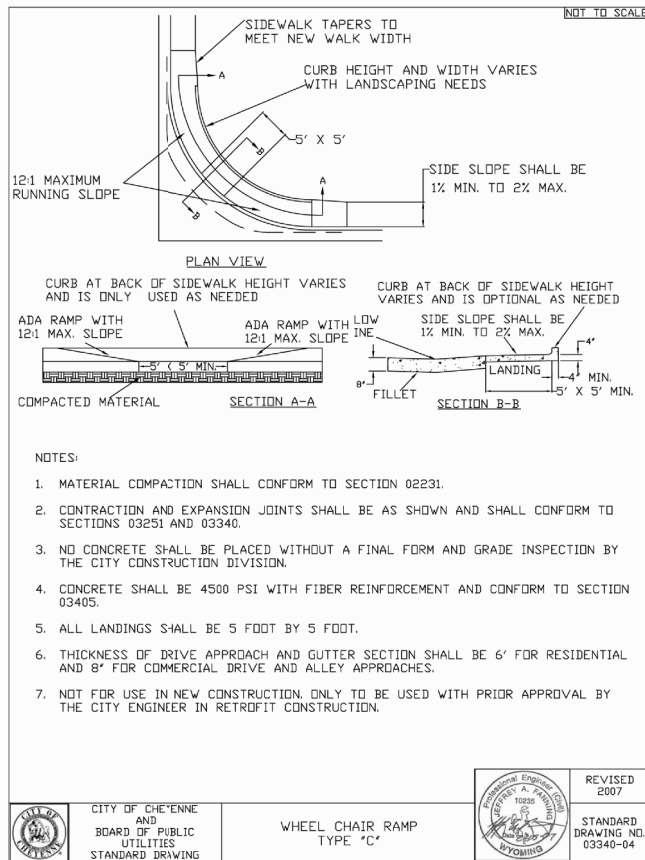 NOT TO SCALE
SIDEWALK TAPERS TO
MEET NEW WALK WIDTH
A
CURB HEIGHT AND WIDTH VARIES
WITH LANDSCAPING NEEDS
5' X 5'
B
A
12:1 MAXIMUM
RUNNING SLOPE
B
SIDE SLOPE SHALL BE
1% MIN. TO 2% MAX.
PLAN VIEW
CURB AT BACK OF SIDEWALK HEIGHT VARIES
AND IS ONLY USED AS NEEDED
ADA RAMP WITH
12:1 MAX. SLOPE
ADA RAMP WITH
12:1 MAX. SLOPE
5' ( 5' MIN.
COMPACTED MATERIAL
SECTION A-A
CURB AT BACK OF SIDEWALK HEIGHT
VARIES AND IS OPTIONAL AS NEEDED
LOW
INE
SIDE SLOPE SHALL BE
1% MIN. TO 2% MAX.
4"
8"
LANDING
4" MIN.
5' X 5' MIN.
FILLET
SECTION B-B
NOTES:
1. MATERIAL COMPACTION SHALL CONFORM TO SECTION 02231.
2. CONTRACTION AND EXPANSION JOINTS SHALL BE AS SHOWN AND SHALL CONFORM TO
SECTIONS 03251 AND 03340.
3. NO CONCRETE SHALL BE PLACED WITHOUT A FINAL FORM AND GRADE INSPECTION BY
THE CITY CONSTRUCTION DIVISION.
4. CONCRETE SHALL BE 4500 PSI WITH FIBER REINFORCEMENT AND CONFORM TO SECTION
03405.
5. ALL LANDINGS SHALL BE 5 FOOT BY 5 FOOT.
6. THICKNESS OF DRIVE APPROACH AND GUTTER SECTION SHALL BE 6' FOR RESIDENTIAL
AND 8" FOR COMMERCIAL DRIVE AND ALLEY APPROACHES.
7. NOT FOR USE IN NEW CONSTRUCTION. ONLY TO BE USED WITH PRIOR APPROVAL BY
THE CITY ENGINEER IN RETROFIT CONSTRUCTION.
CITY OF
CHEYENNE
CITY OF CHE'ENNE
AND
BOARD OF PUBLIC
UTILITIES
STANDARD DRAWING
WHEEL CHAIR RAMP
TYPE "C"
Professional Engineer (Civil)
JEFFREY A. FANNING
10235
WYOMING
REVISED
2007
STANDARD
DRAWING NO.
03340-04